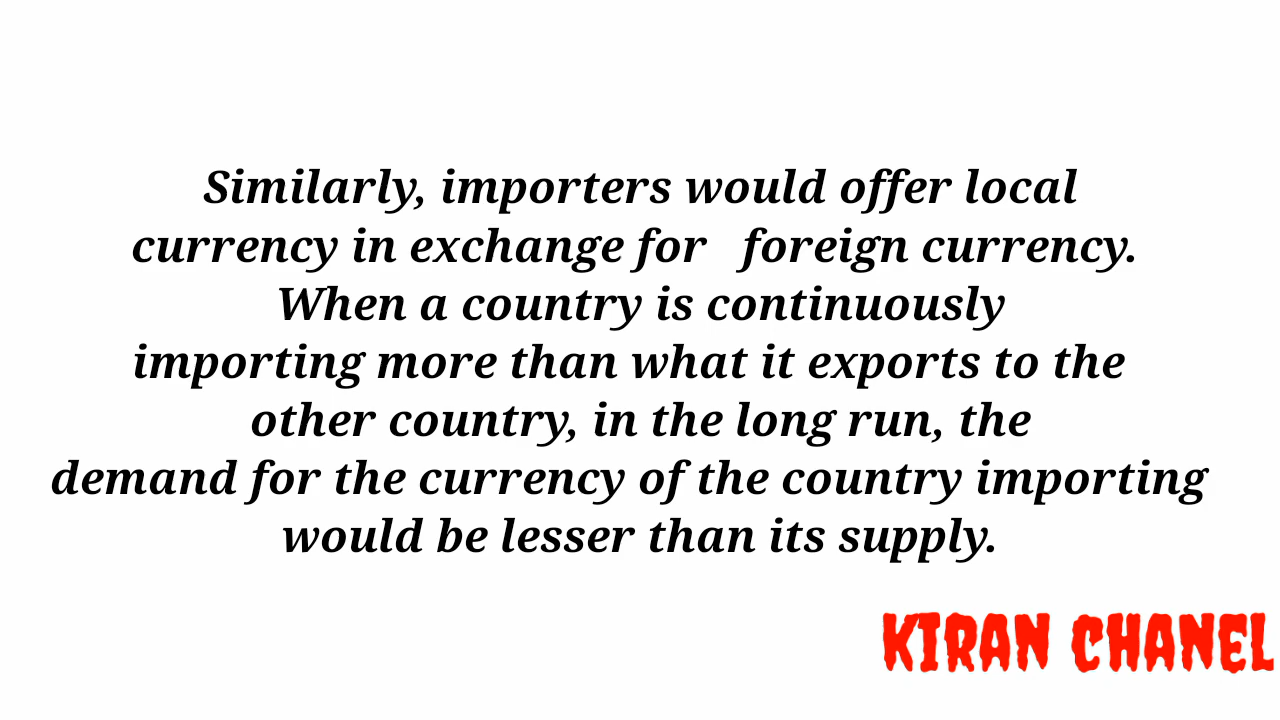 Similarly, importers would offer local
currency in exchange for foreign currency.
When a country is continuously
importing more than what it exports to the
other country, in the long run, the
demand for the currency of the country importing
would be lesser than its supply.
KIRAN CHANEL